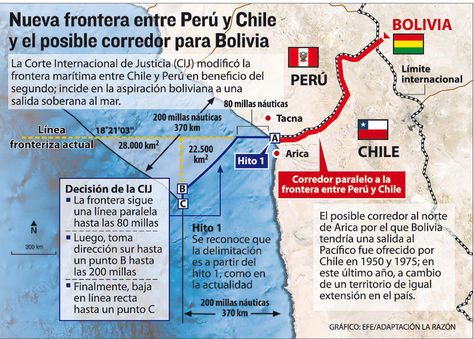 Nueva frontera entre Perú y Chile
y el posible corredor para Bolivia
La Corte Internacional de Justicia (CIJ) modificó la
frontera marítima entre Chile y Perú en beneficio del
segundo; incide en la aspiración boliviana a una
salida soberana al mar.
BOLIVIA
Límite
internacional
PERÚ
80 millas náuticas
200 millas náuticas
370 km
Tacna
18°21'03"
Línea
fronteriza actual
28.000 km²
22.500
km²
A
Hito 1
Arica
CHILE
Corredor paralelo a la
frontera entre Perú y Chile
B
C
Decisión de la CIJ
La frontera sigue
una línea paralela
hasta las 80 millas
Luego, toma
dirección sur hasta
un punto B hasta
las 200 millas
Finalmente, baja
en línea recta
hasta un punto C
N
200 km
Hito 1
Se reconoce que
la delimitación
es a partir del
hito 1, como en
la actualidad
200 millas náuticas
370 km
El posible corredor al norte
de Arica por el que Bolivia
tendría una salida al
Pacífico fue ofrecido por
Chile en 1950 y 1975; en
este último año, a cambio
de un territorio de igual
extensión en el país.
GRÁFICO: EFE/ADAPTACIÓN LA RAZÓN